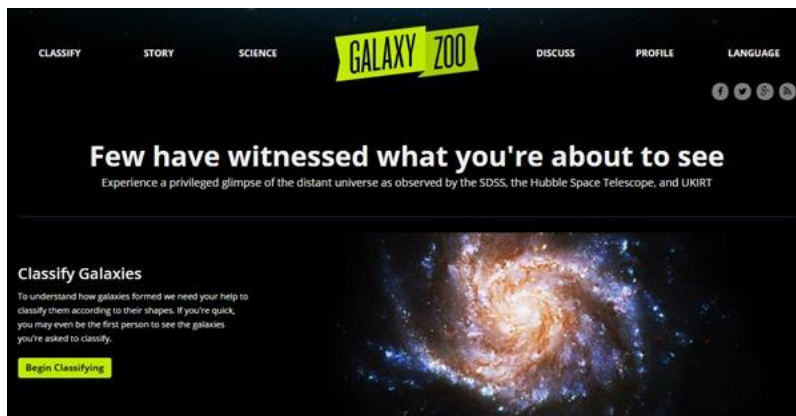 CLASSIFY STORY SCIENCE GALAXY ZOO DISCUSS PROFILE LANGUAGE
Few have witnessed what you're about to see
Experience a privileged glimpse of the distant universe as observed by the SDSS, the Hubble Space Telescope, and UKIRT
Classify Galaxies
To understand how galaxies formed we need your help to
classify them according to their shapes. If you're quick,
you may even be the first person to see the galaxies
you're asked to classify.
Begin Classifying